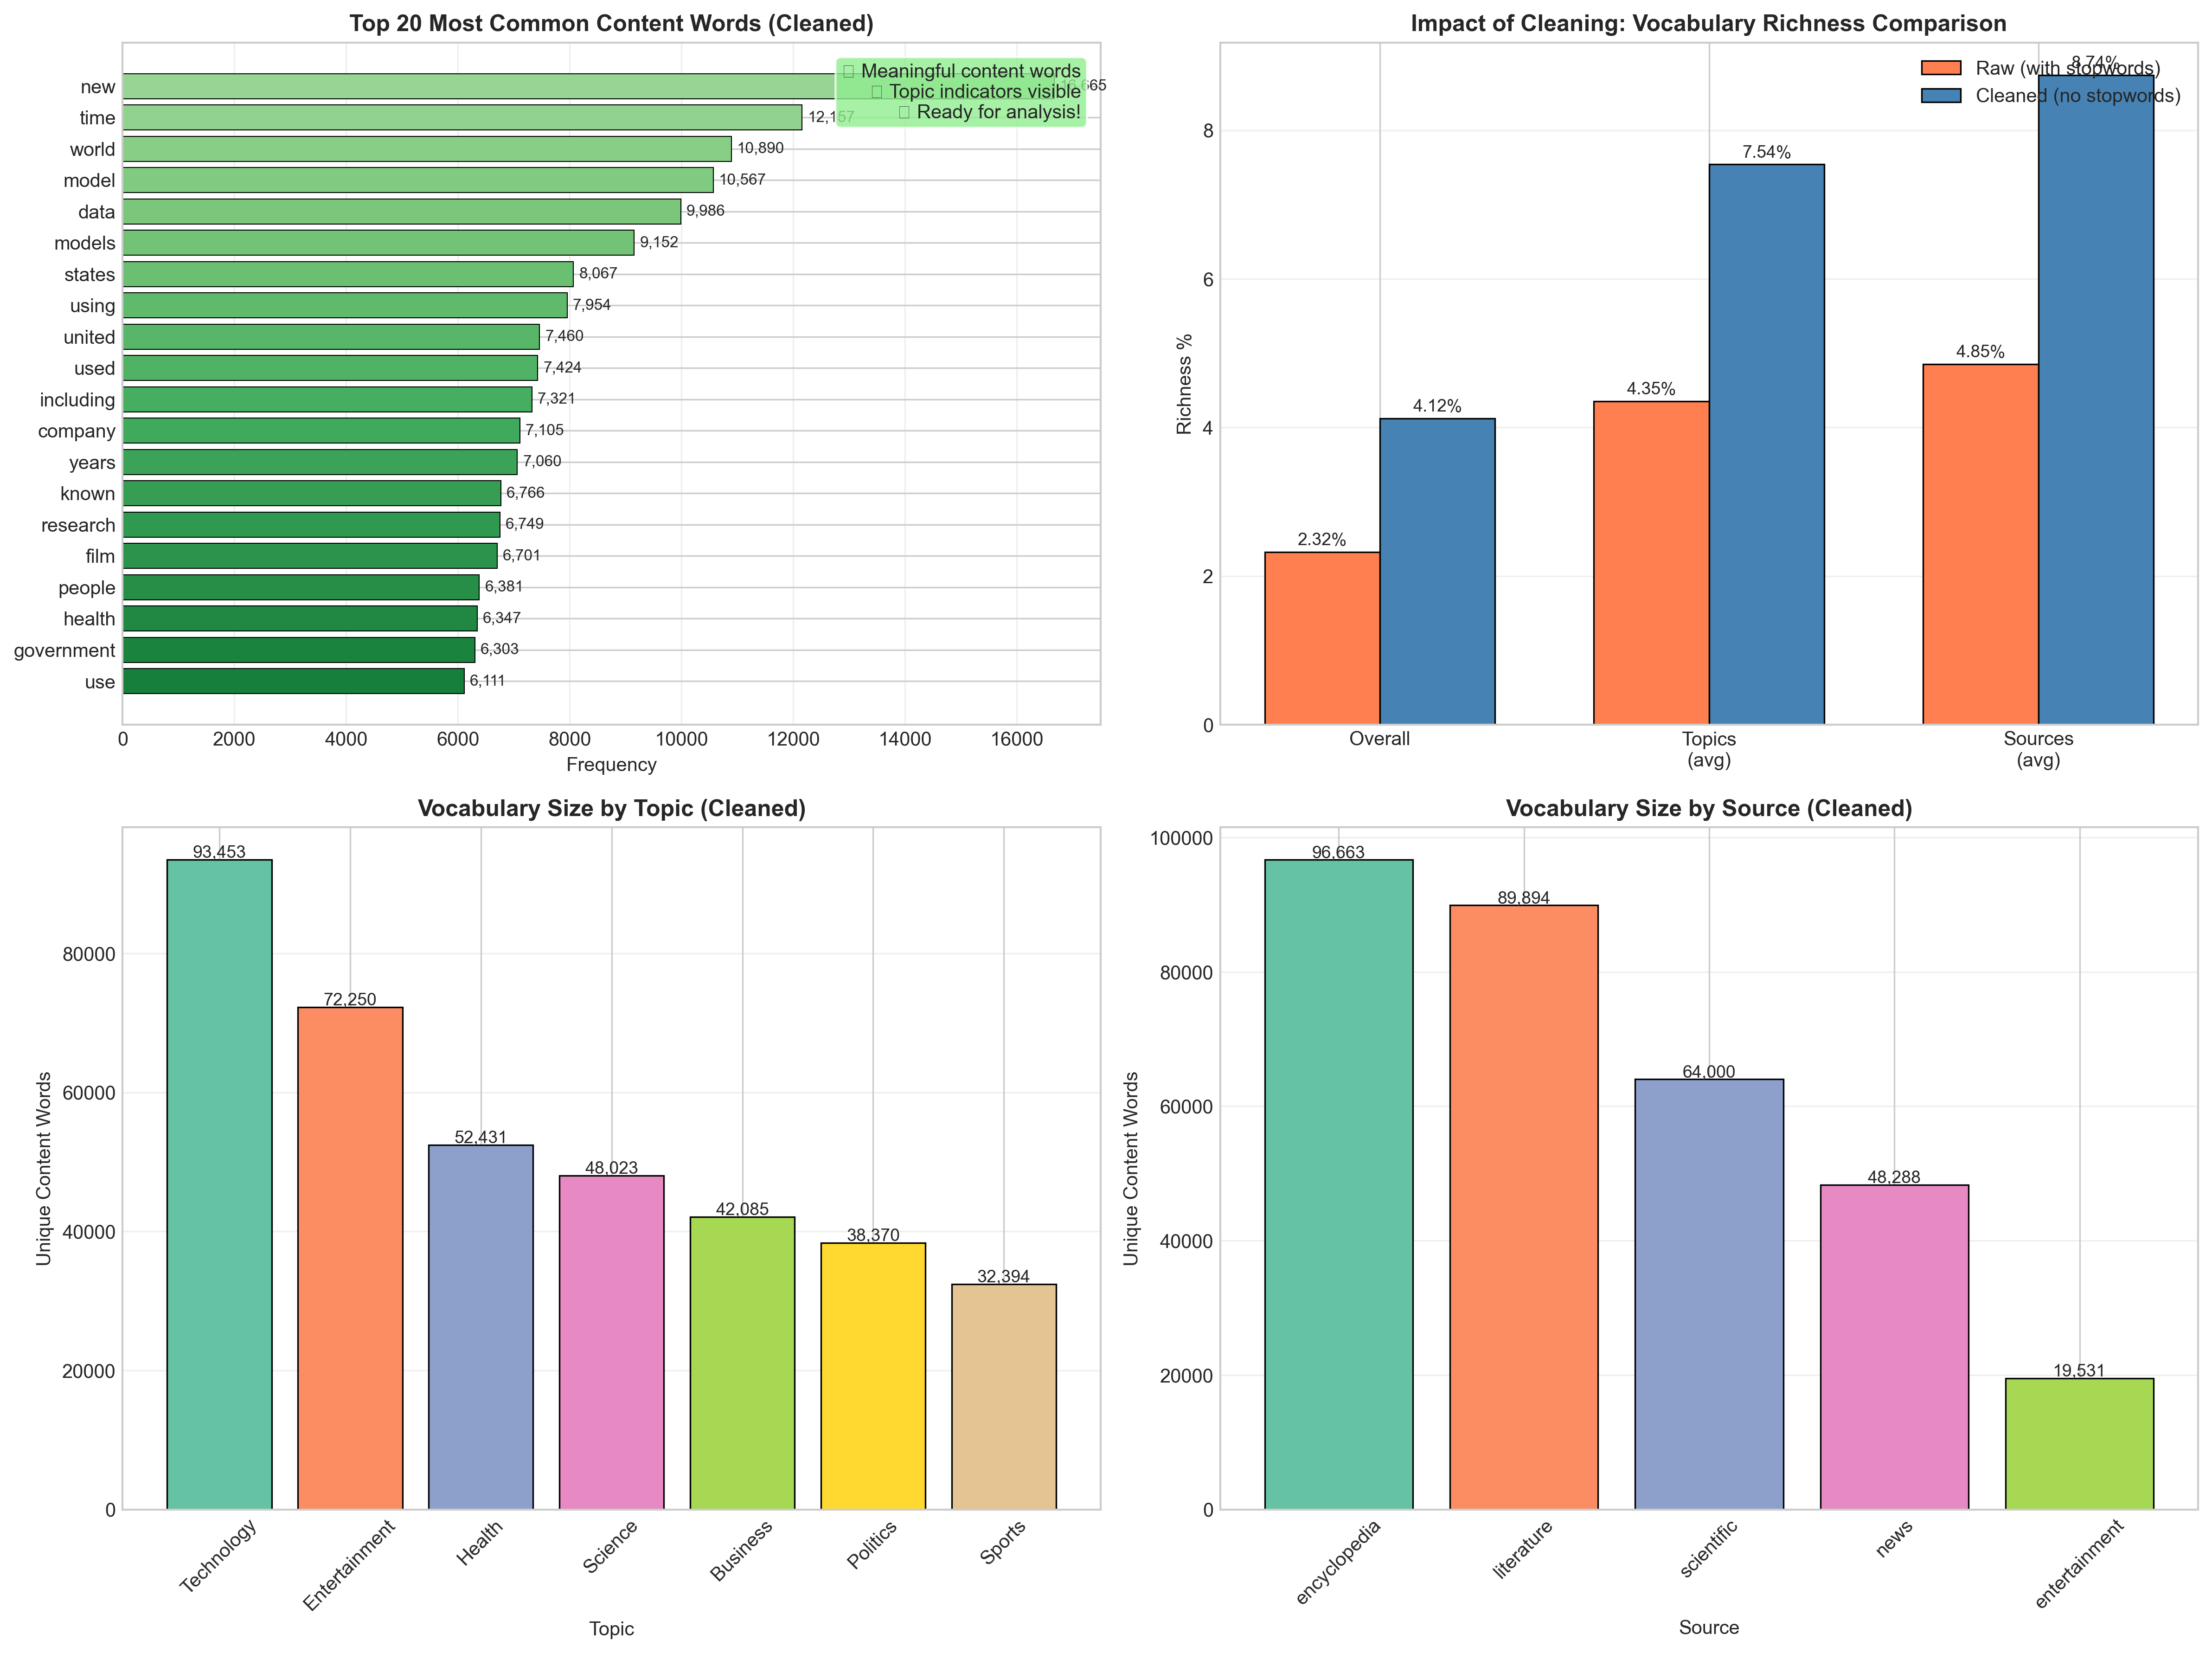 Top 20 Most Common Content Words (Cleaned)
Meaningful content words
Topic indicators visible
Ready for analysis!
new
time 12,157
world 10,890
model 10,567
data 9,986
models 9,152
states 8,067
using 7,954
united 7,460
used 7,424
including 7,321
company 7,105
years 7,060
known 6,766
research 6,749
film 6,701
people 6,381
health 6,347
government 6,303
use 6,111
0 2000 4000 6000 8000 10000 12000 14000 16000
Frequency
Impact of Cleaning: Vocabulary Richness Comparison
Raw (with stopwords)
Cleaned (no stopwords)
8.74%
7.54%
4.85%
4.35%
4.12%
2.32%
Richness %
8
6
4
2
0
Overall
Topics
(avg)
Sources
(avg)
Vocabulary Size by Topic (Cleaned)
93,453
72,250
52,431
48,023
42,085
38,370
32,394
Unique Content Words
80000
60000
40000
20000
0
Technology
Entertainment
Health
Science
Business
Politics
Sports
Topic
Vocabulary Size by Source (Cleaned)
96,663
89,894
64,000
48,288
19,531
Unique Content Words
100000
80000
60000
40000
20000
0
encyclopedia
literature
scientific
news
entertainment
Source